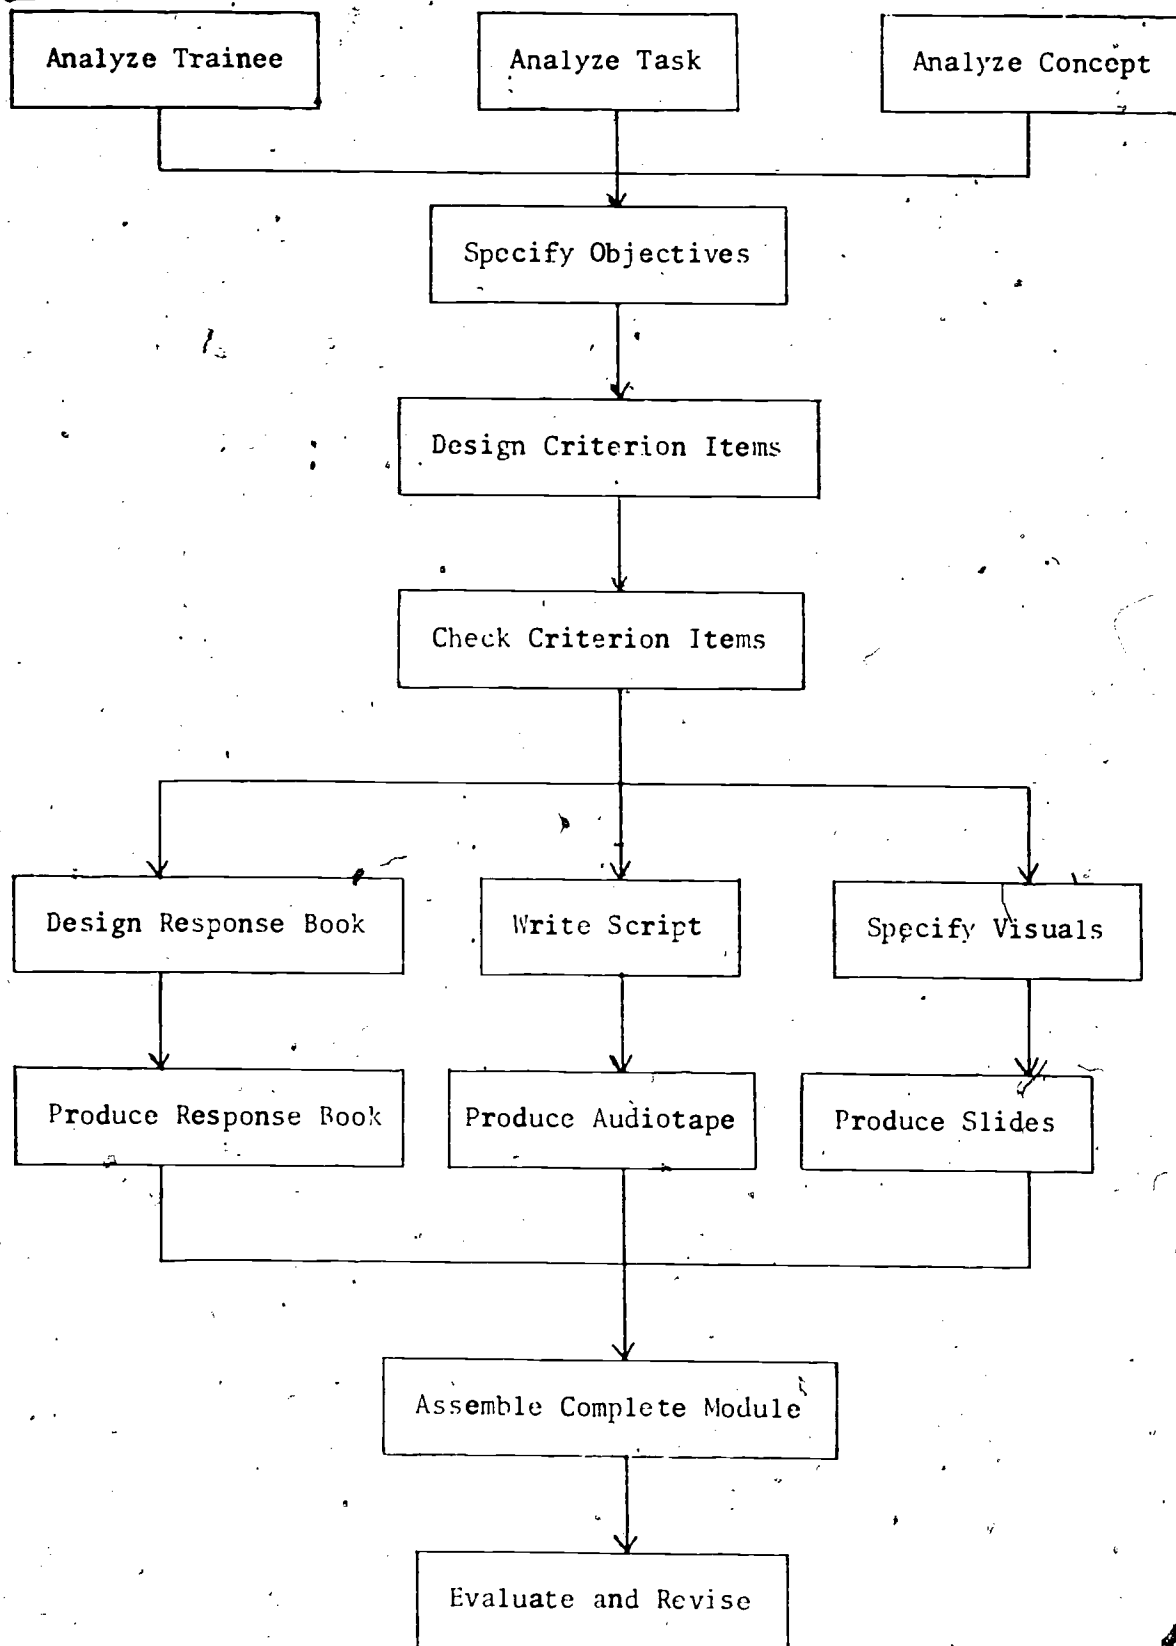 Analyze Trainee
Analyze Task
Analyze Concept
Specify Objectives
Design Criterion Items
Check Criterion Items
Design Response Book
Write Script
Specify Visuals
Produce Response Book
Produce Audiotape
Produce Slides
Assemble Complete Module
Evaluate and Revise